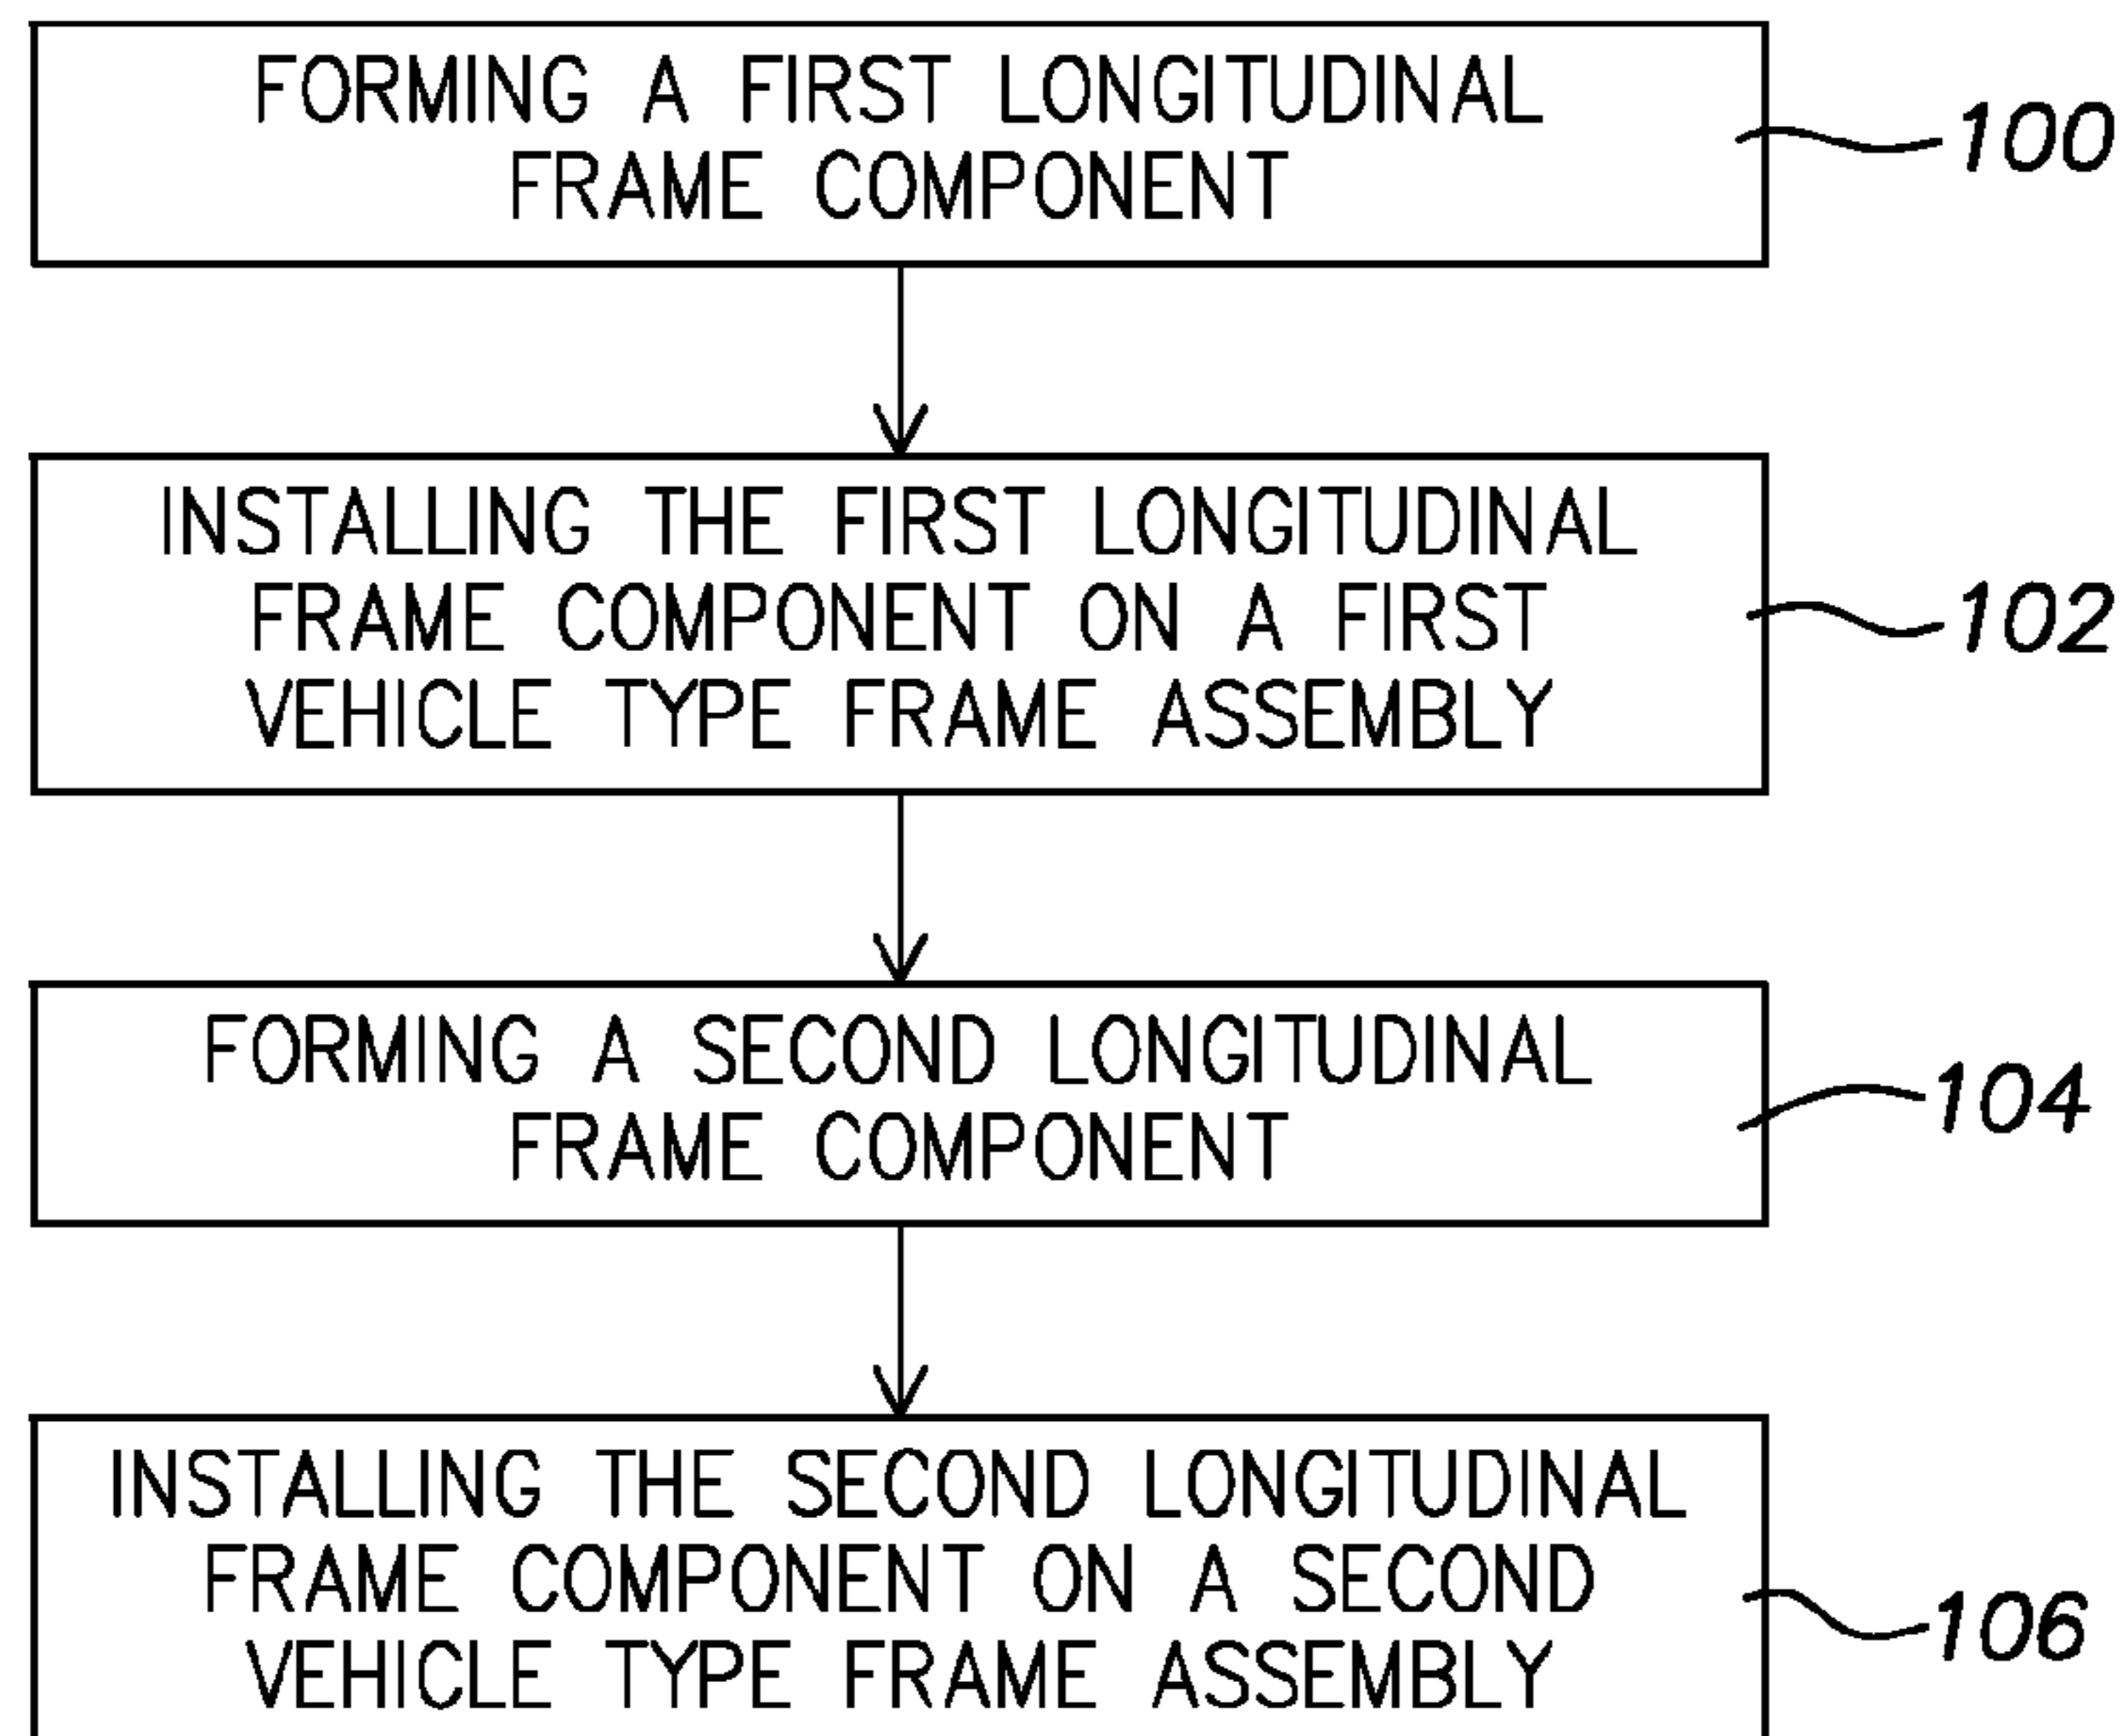 FORMING A FIRST LONGITUDINAL
FRAME COMPONENT
100
INSTALLING THE FIRST LONGITUDINAL
FRAME COMPONENT ON A FIRST
VEHICLE TYPE FRAME ASSEMBLY
102
FORMING A SECOND LONGITUDINAL
FRAME COMPONENT
104
INSTALLING THE SECOND LONGITUDINAL
FRAME COMPONENT ON A SECOND
VEHICLE TYPE FRAME ASSEMBLY
106